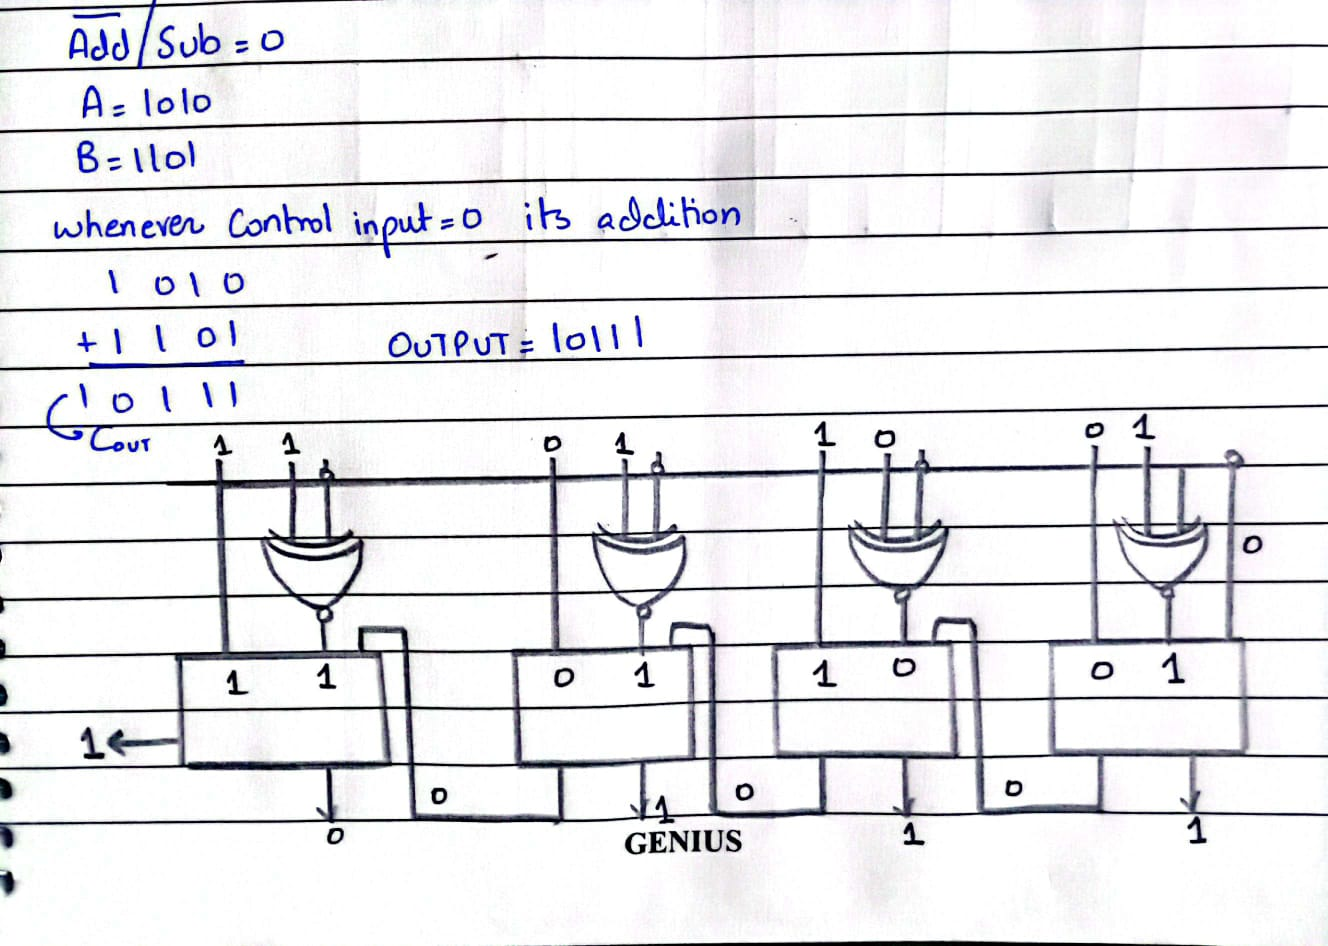 Add/Sub = 0
A = 1010
B = 1101
whenever Control input = 0 its addition
1 0 1 0
+ 1 1 0 1 OUTPUT = 10111
1 0 1 1 1
COUT
1 1 0 1 1 0 0 1
0
1 1 0 1 1 0 0 1
1
0 0 0
0 1 1 1
GENIUS